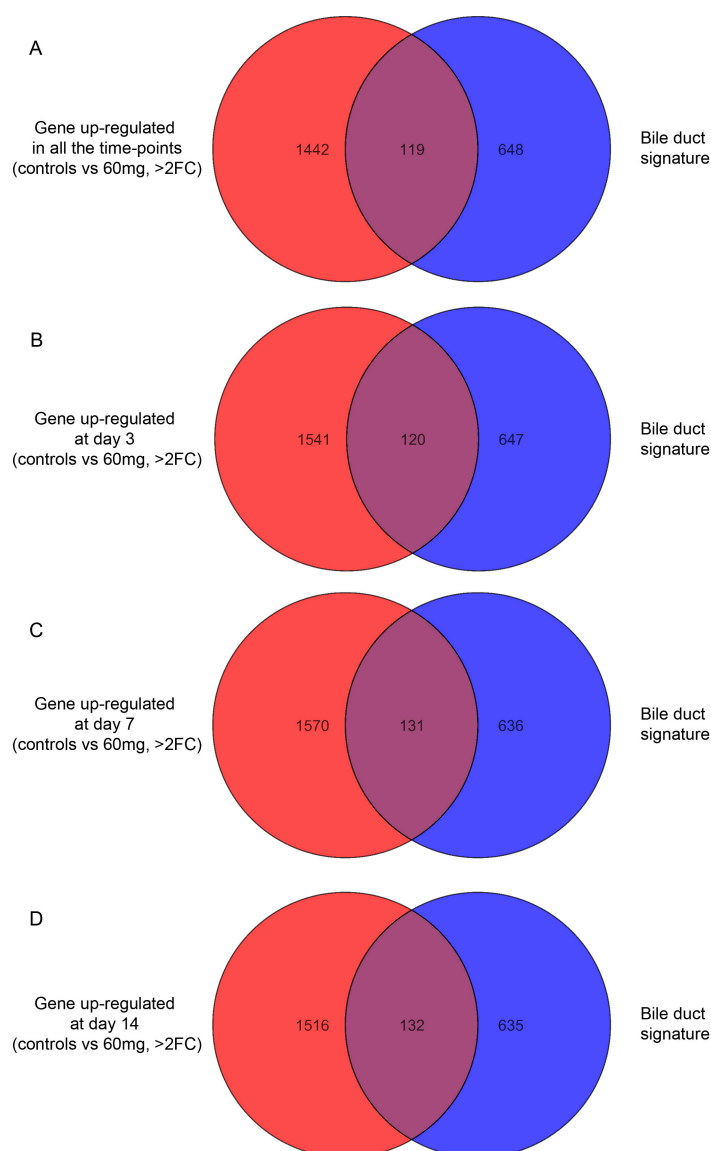 A
Gene up-regulated
in all the time-points
(controls vs 60mg, >2FC)
1442
119
648
Bile duct
signature
B
Gene up-regulated
at day 3
(controls vs 60mg, >2FC)
1541
120
647
Bile duct
signature
C
Gene up-regulated
at day 7
(controls vs 60mg, >2FC)
1570
131
636
Bile duct
signature
D
Gene up-regulated
at day 14
(controls vs 60mg, >2FC)
1516
132
635
Bile duct
signature